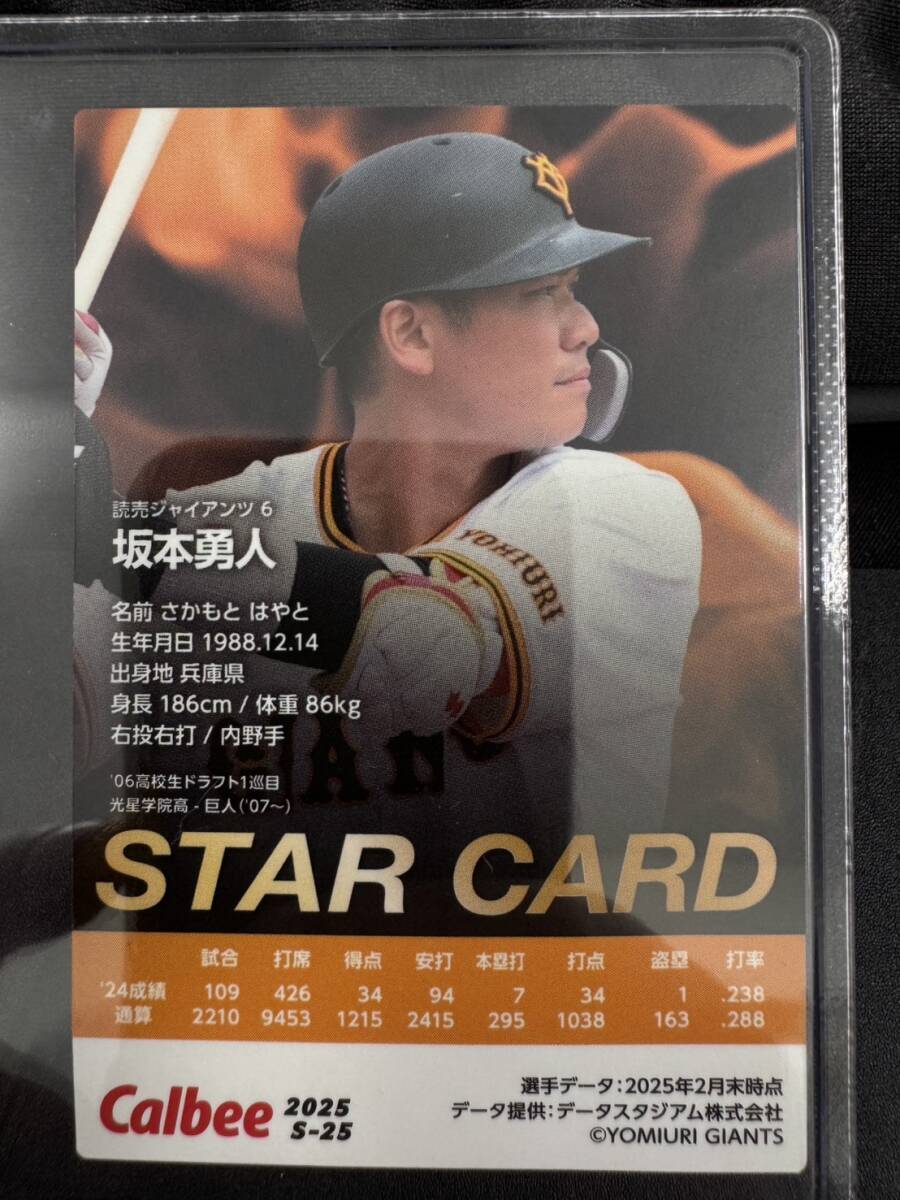 YOMIURI
読売ジャイアンツ 6
坂本勇人
名前 さかもと はやと
生年月日 1988.12.14
出身地 兵庫県
身長 186cm / 体重 86kg
右投右打 / 内野手
'06高校生ドラフト1巡目
光星学院高 - 巨人('07～)
STAR CARD
試合 打席 得点 安打 本塁打 打点 盗塁 打率
'24成績 109 426 34 94 7 34 1 .238
通算 2210 9453 1215 2415 295 1038 163 .288
Calbee 2025
S-25
選手データ：2025年2月末時点
データ提供：データスタジアム株式会社
©YOMIURI GIANTS